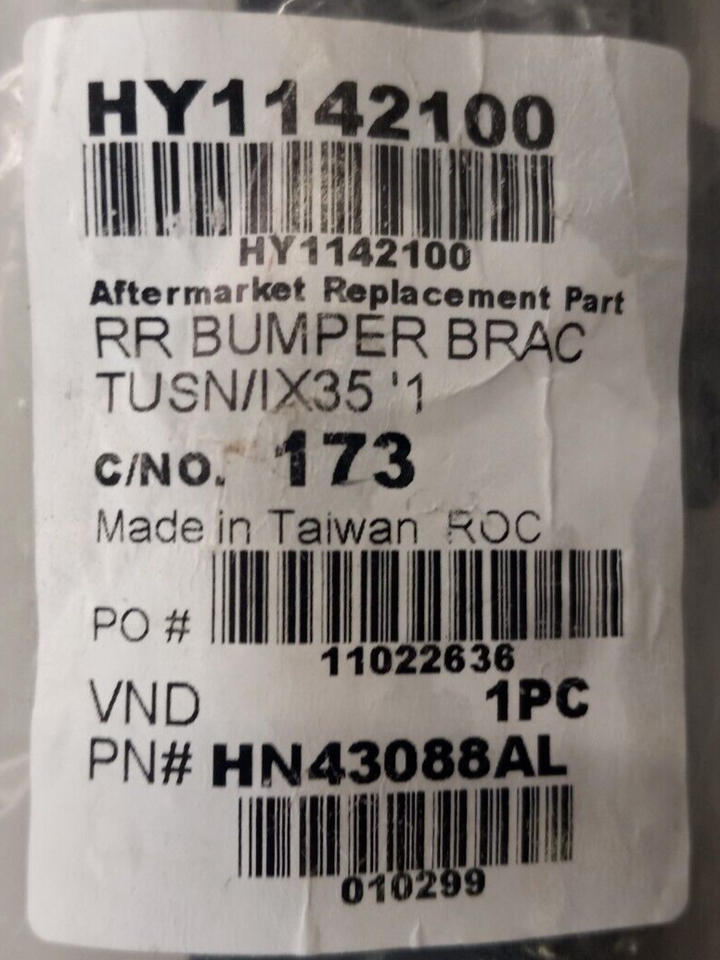 HY1142100
HY1142100
Aftermarket Replacement Part
RR BUMPER BRAC
TUSN/IX35 '1
C/NO. 173
Made in Taiwan ROC
PO #
11022636
VND 1PC
PN# HN43088AL
010299